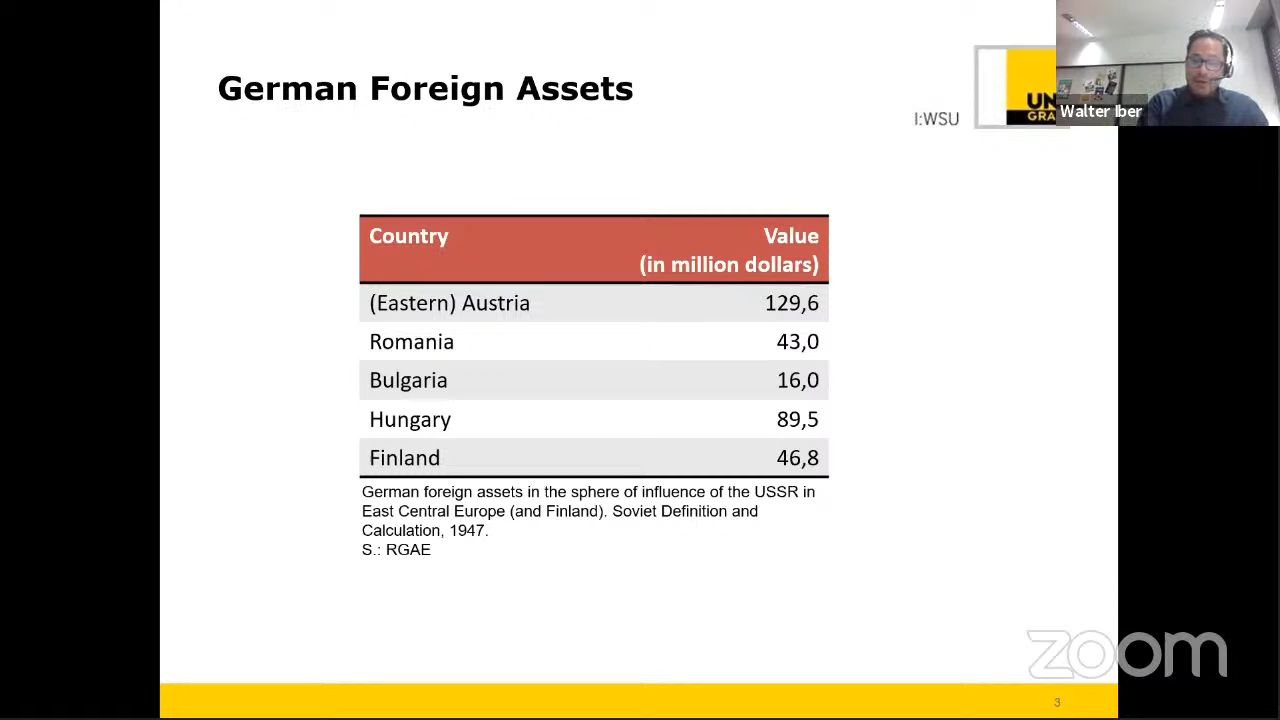 German Foreign Assets
I:WSU
UN
GRA
Walter Iber
Country Value
(in million dollars)
(Eastern) Austria 129,6
Romania 43,0
Bulgaria 16,0
Hungary 89,5
Finland 46,8
German foreign assets in the sphere of influence of the USSR in
East Central Europe (and Finland). Soviet Definition and
Calculation, 1947.
S.: RGAE
zoom
3